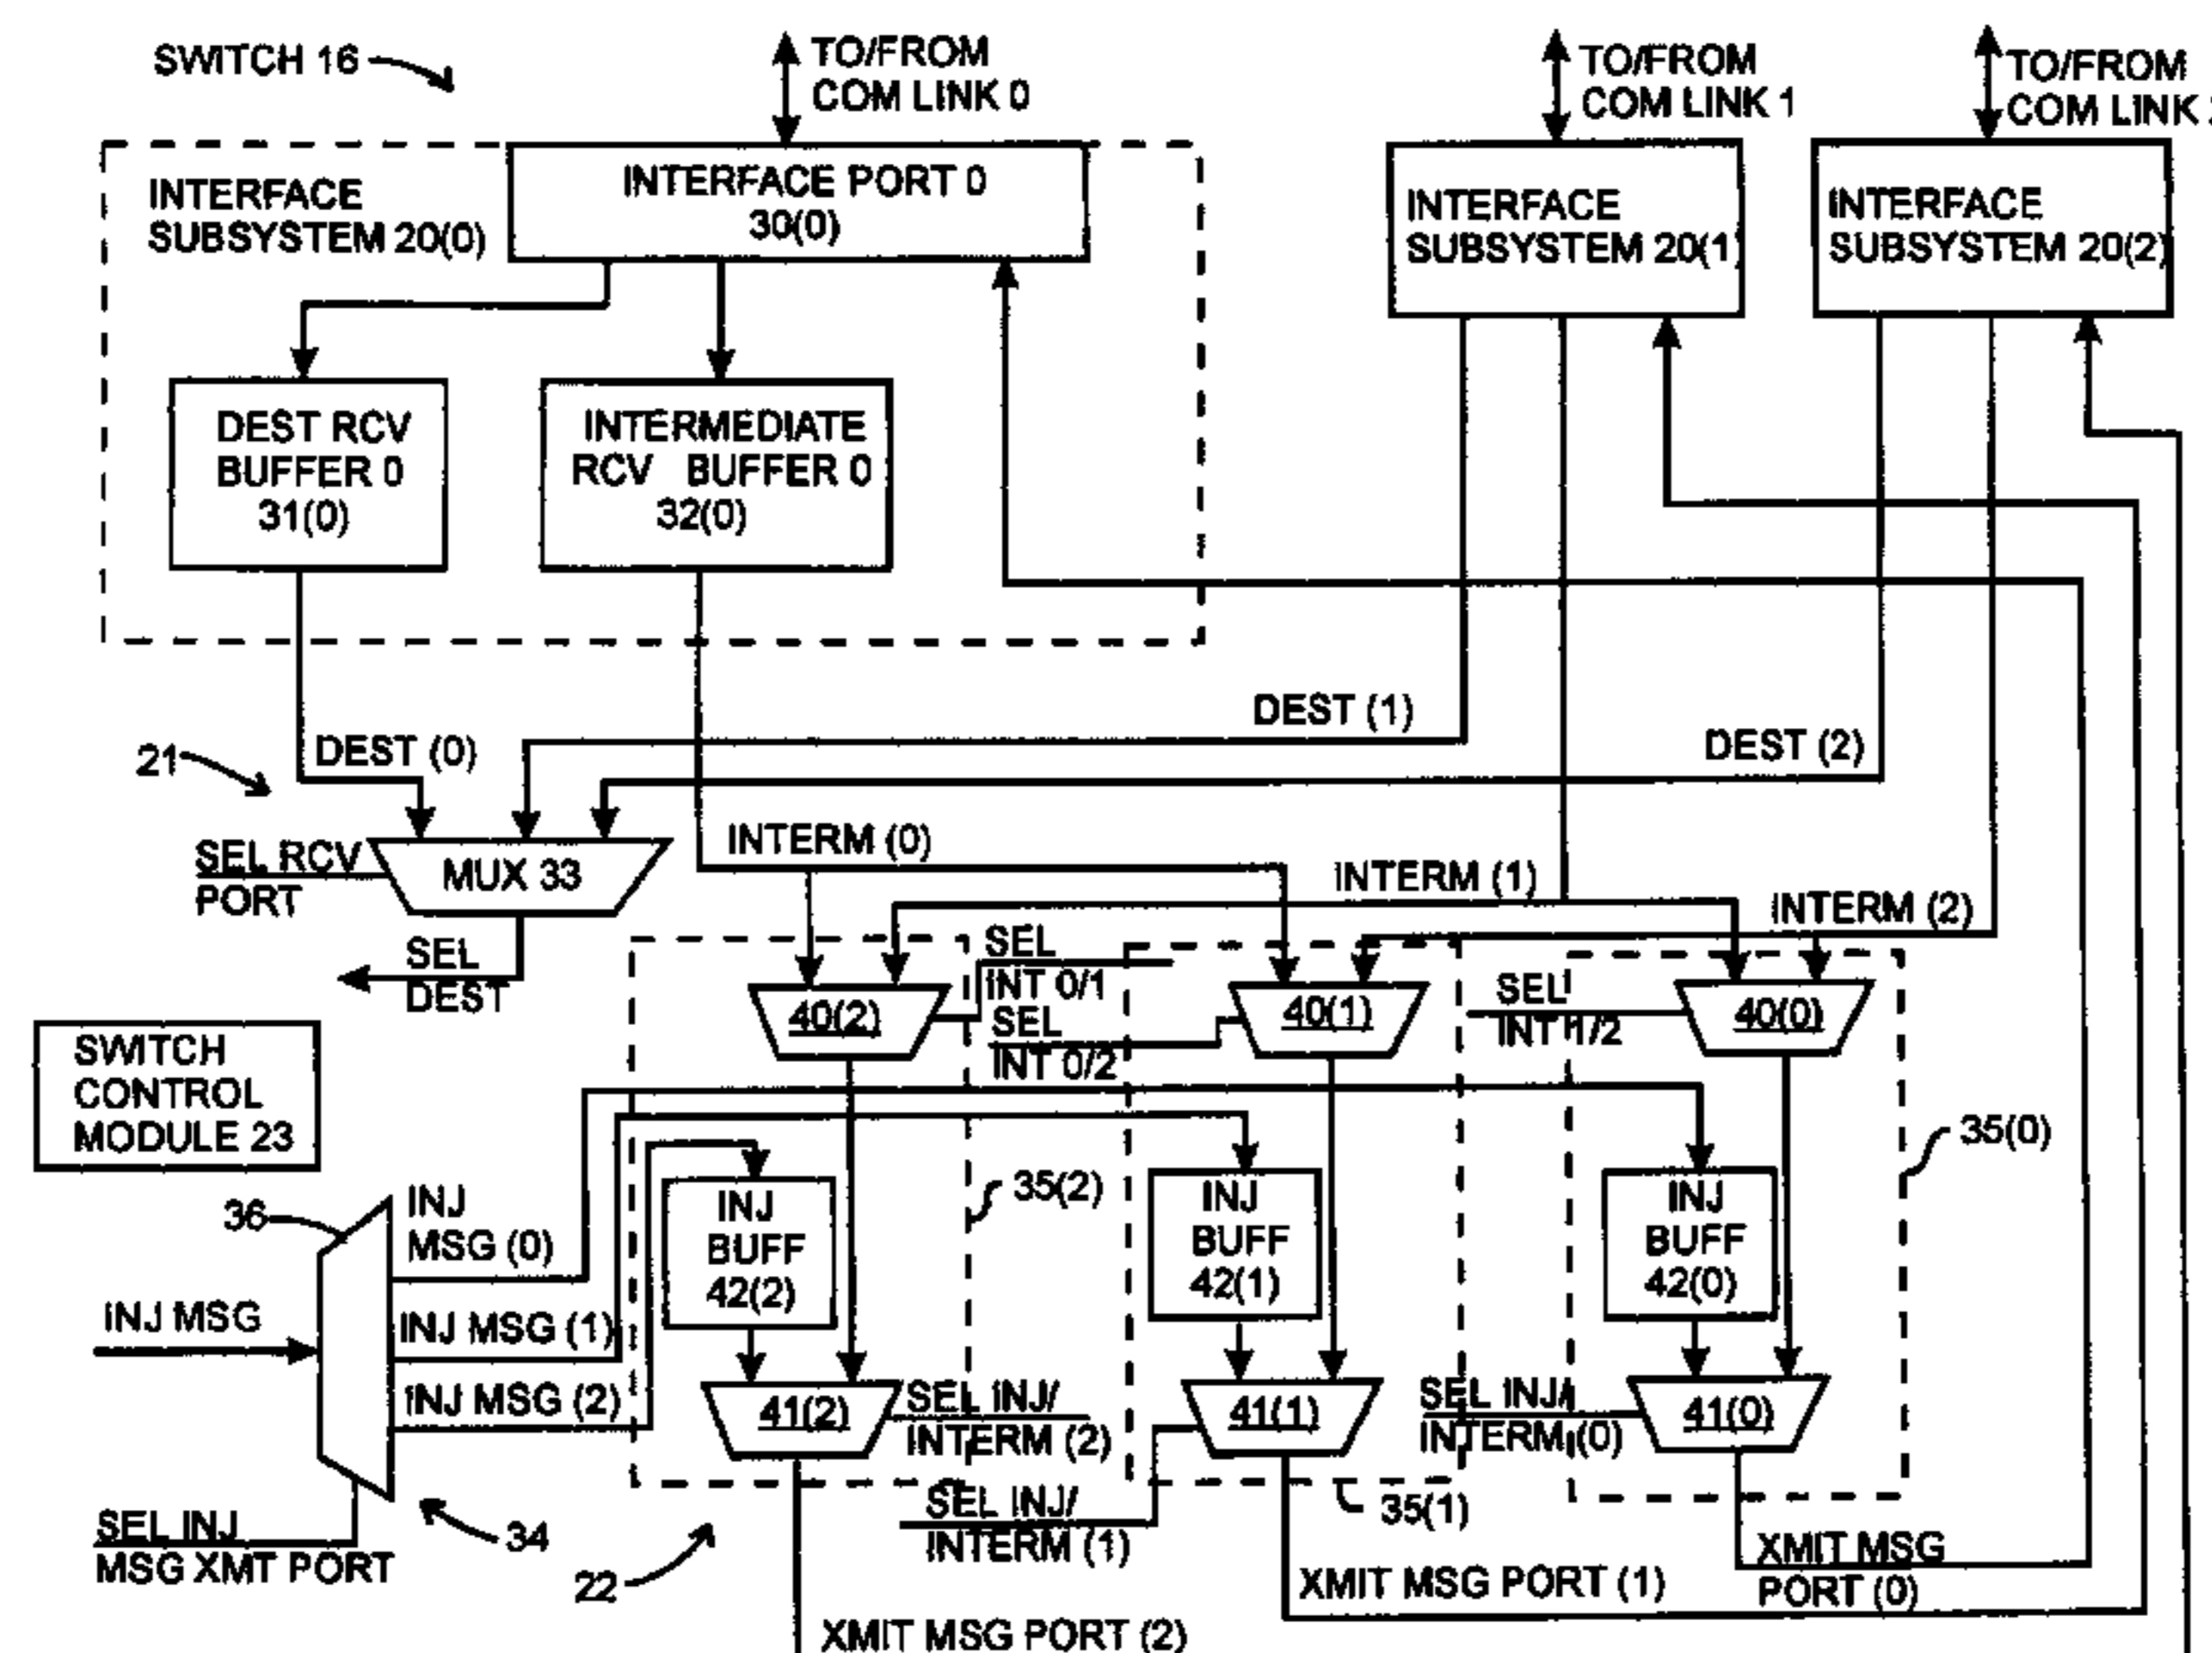 SWITCH 16
TO/FROM
COM LINK 0
TO/FROM
COM LINK 1
TO/FROM
COM LINK
INTERFACE
SUBSYSTEM 20(0)
INTERFACE PORT 0
30(0)
INTERFACE
SUBSYSTEM 20(1)
INTERFACE
SUBSYSTEM 20(2)
DEST RCV
BUFFER 0
31(0)
INTERMEDIATE
RCV BUFFER 0
32(0)
DEST (1)
DEST (0)
DEST (2)
21
SEL RCV
PORT
MUX 33
INTERM (0)
INTERM (1)
INTERM (2)
SEL
DEST
SEL
INT 0/1
SEL
INT 0/2
SEL
INT 1/2
40(2)
40(1)
40(0)
SWITCH
CONTROL
MODULE 23
35(0)
35(2)
36
INJ
MSG (0)
INJ
BUFF
42(2)
INJ
BUFF
42(1)
INJ
BUFF
42(0)
INJ MSG
INJ MSG (1)
INJ MSG (2)
41(2)
SEL INJ/
INTERM (2)
41(1)
SEL INJ/
INTERM (0)
41(0)
SEL INJ
MSG XMT PORT
34
22
SEL INJ/
INTERM (1)
35(1)
XMIT MSG PORT (1)
XMIT MSG
PORT (0)
XMIT MSG PORT (2)